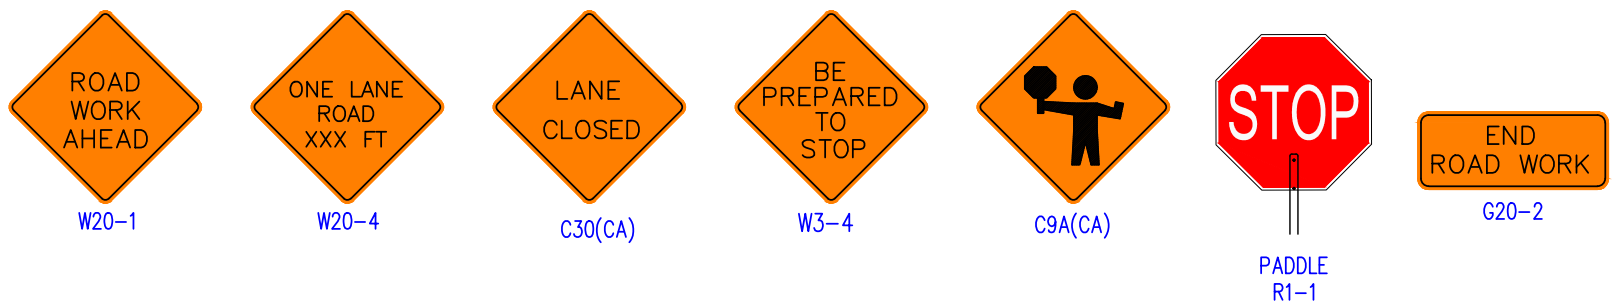 ROAD
WORK
AHEAD
W20-1
ONE LANE
ROAD
XXX FT
W20-4
LANE
CLOSED
C30(CA)
BE
PREPARED
TO
STOP
W3-4
C9A(CA)
STOP
PADDLE
R1-1
END
ROAD WORK
G20-2